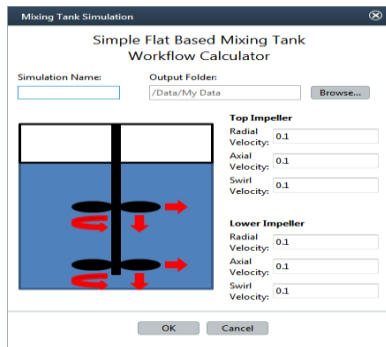 Mixing Tank Simulation
Simple Flat Based Mixing Tank
Workflow Calculator
Simulation Name:
Output Folder:
/Data/My Data
Browse...
Top Impeller
Radial
Velocity:
0.1
Axial
Velocity:
0.1
Swirl
Velocity:
0.1
Lower Impeller
Radial
Velocity:
0.1
Axial
Velocity:
0.1
Swirl
Velocity:
0.1
OK
Cancel